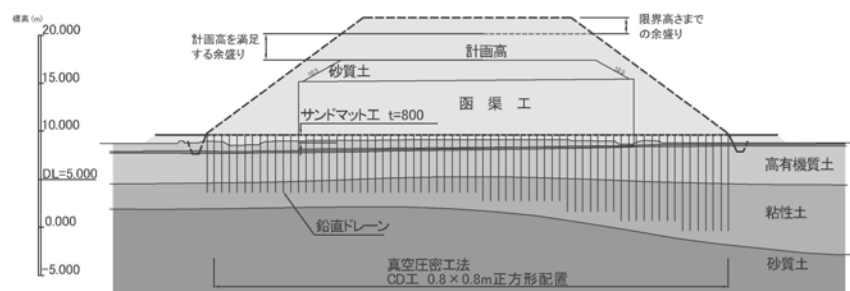 標高(m)
20.000
15.000
10.000
DL=5.000
0.000
−5.000
計画高を満足
する余盛り
限界高さまで
の余盛り
計画高
砂質土
函渠工
サンドマット工 t=800
高有機質土
粘性土
鉛直ドレーン
砂質土
真空圧密工法
CD工 0.8×0.8m正方形配置